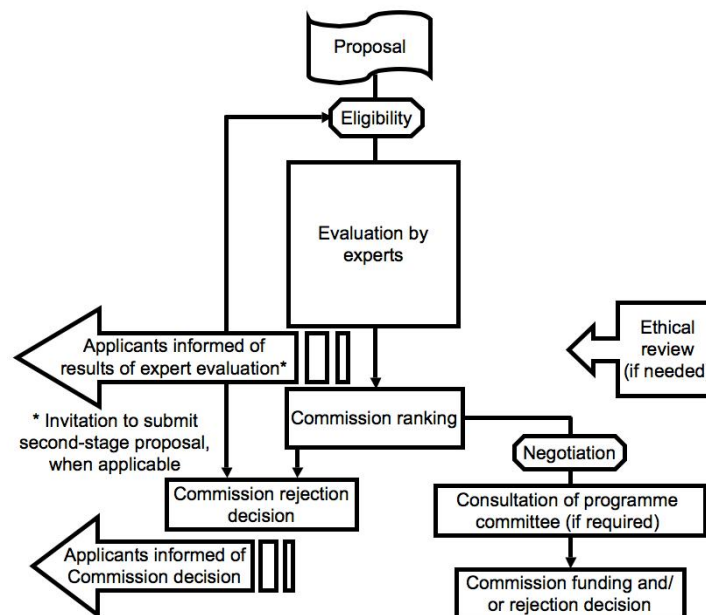 Proposal
Eligibility
Evaluation by
experts
Applicants informed of
results of expert evaluation*
Ethical
review
(if needed
* Invitation to submit
second-stage proposal,
when applicable
Commission ranking
Negotiation
Commission rejection
decision
Consultation of programme
committee (if required)
Applicants informed of
Commission decision
Commission funding and/
or rejection decision